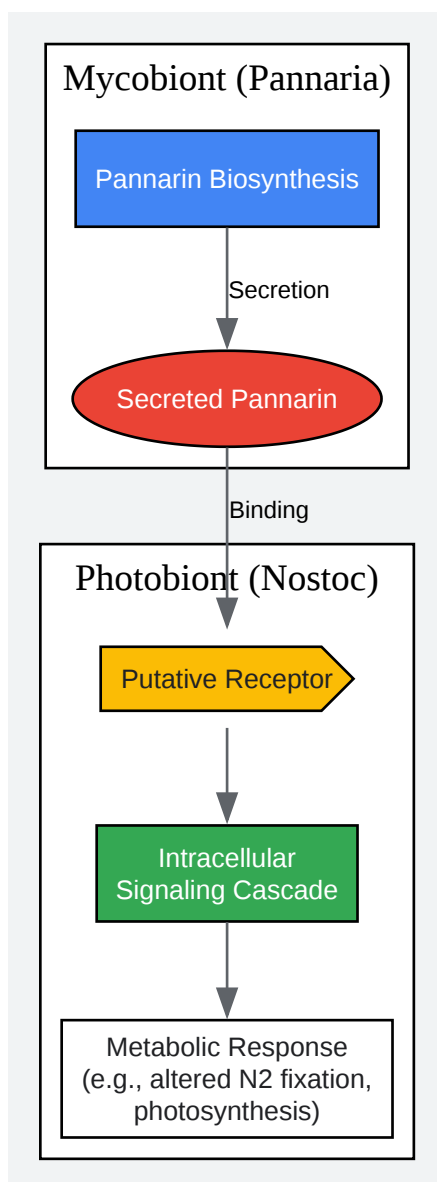 Mycobiont (Pannaria)
Pannarin Biosynthesis
Secretion
Secreted Pannarin
Binding
Photobiont (Nostoc)
Putative Receptor
Intracellular
Signaling Cascade
Metabolic Response
(e.g., altered N2 fixation,
photosynthesis)